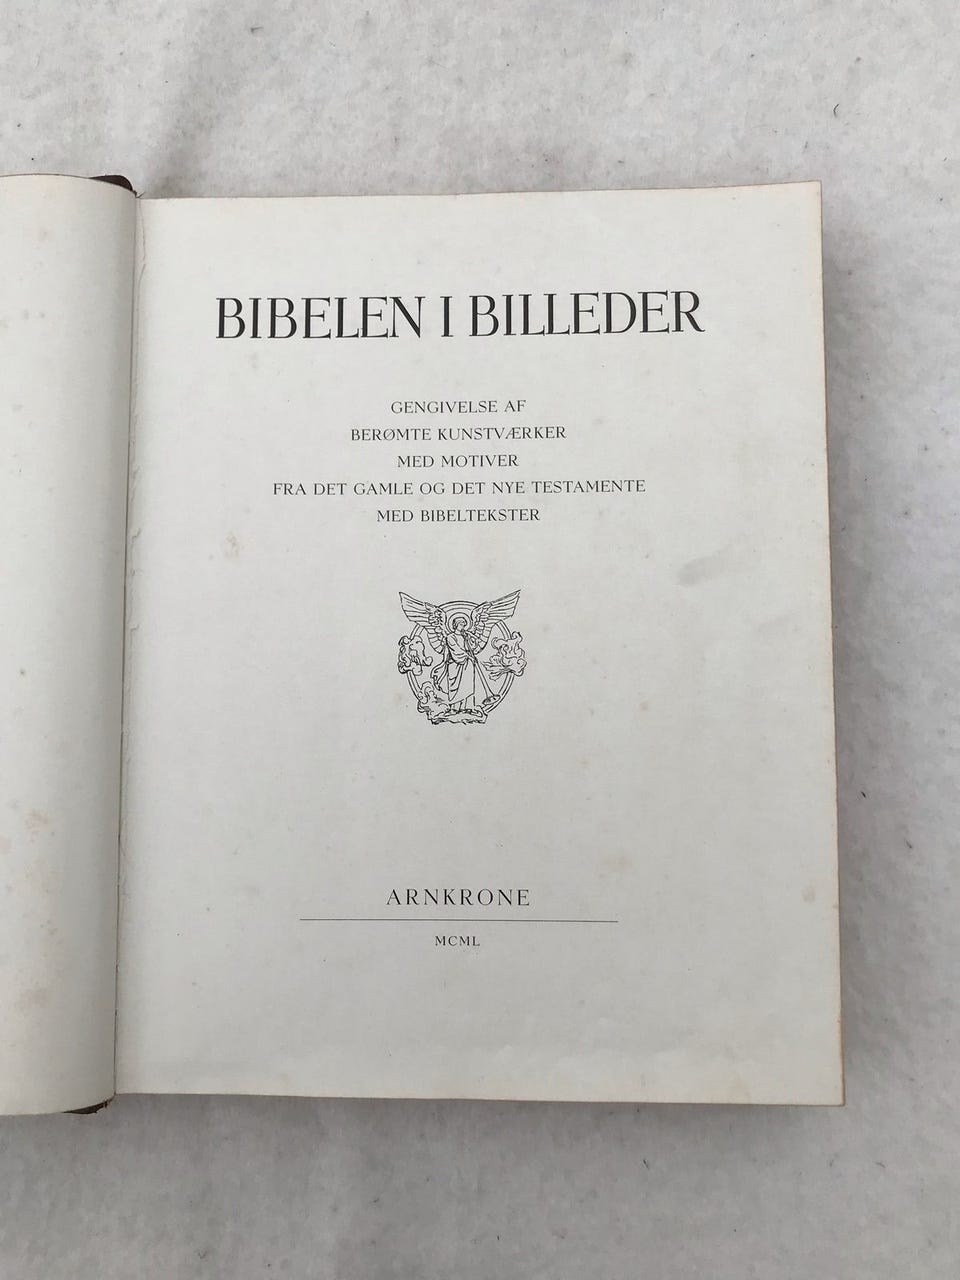 BIBELEN I BILLEDER
GENGIVELSE AF
BERØMTE KUNSTVÆRKER
MED MOTIVER
FRA DET GAMLE OG DET NYE TESTAMENTE
MED BIBELTEKSTER
ARNKRONE
MCML